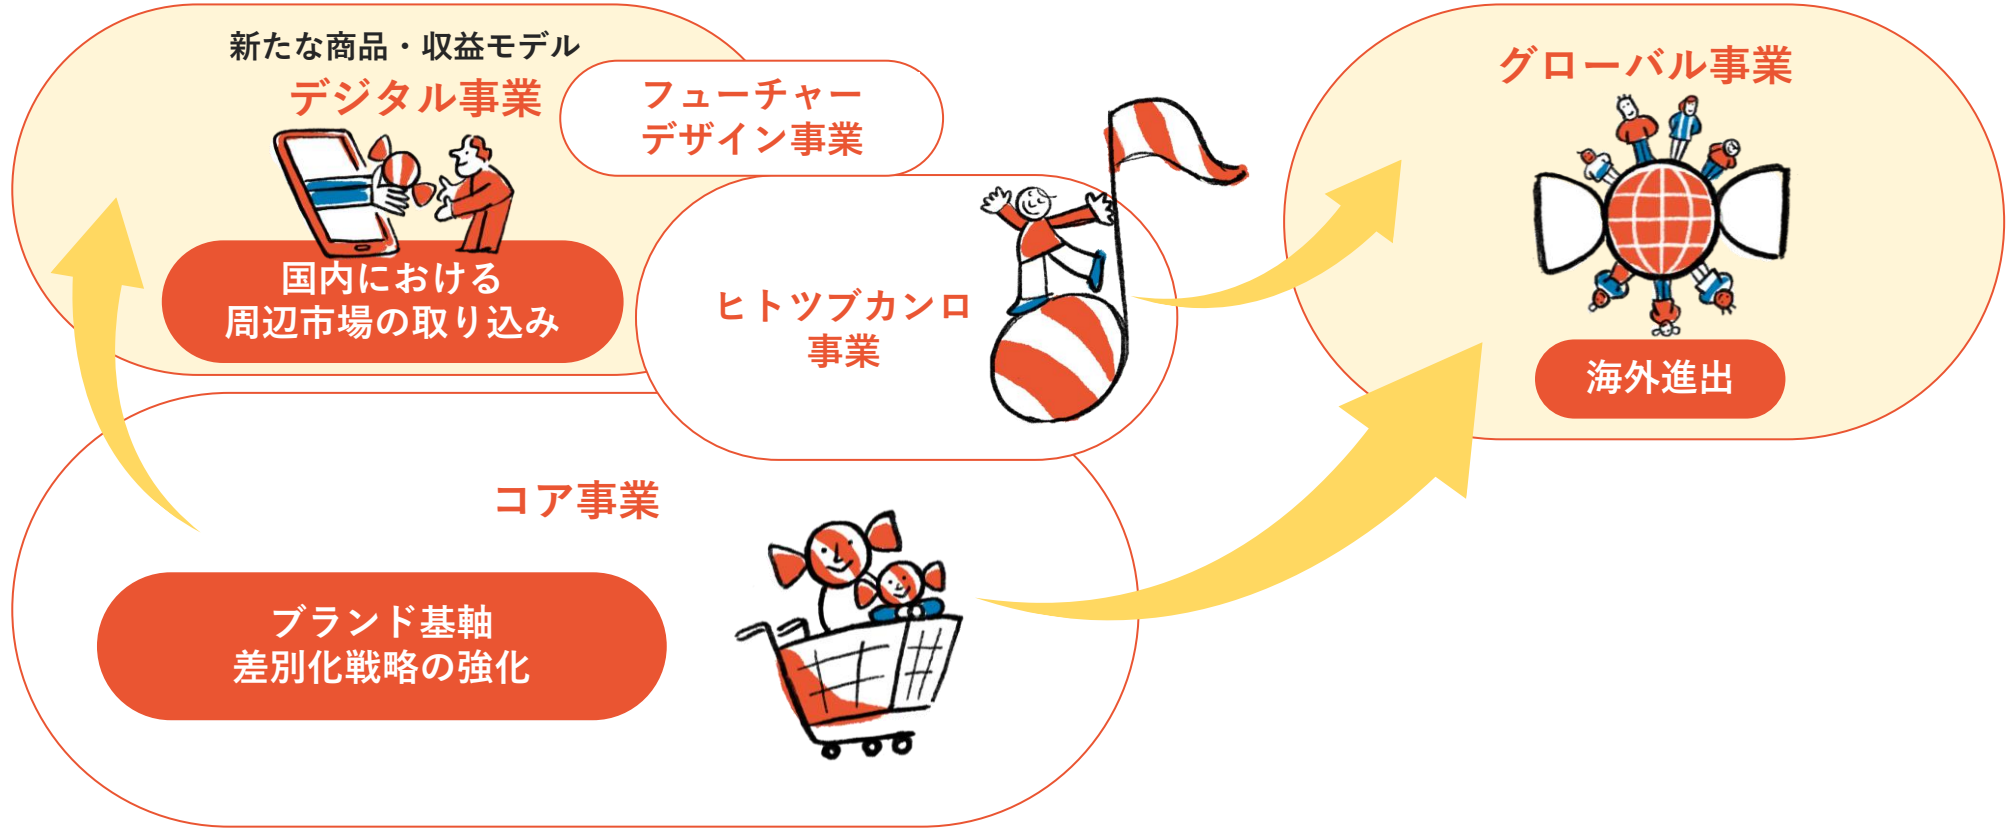 新たな商品・収益モデル
デジタル事業
国内における
周辺市場の取り込み
フューチャー
デザイン事業
ヒトツブカンロ
事業
グローバル事業
海外進出
コア事業
ブランド基軸
差別化戦略の強化